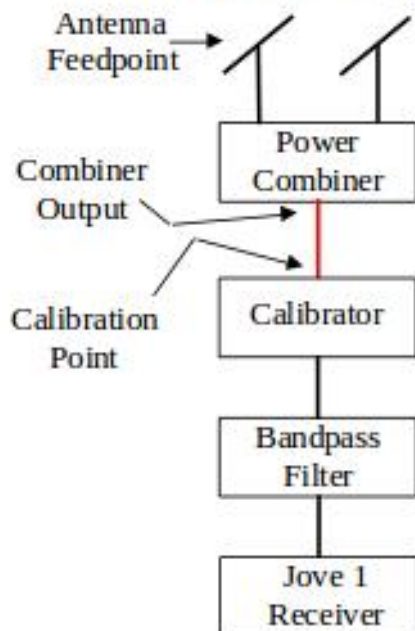 Antenna
Feedpoint
Power
Combiner
Combiner
Output
Calibrator
Calibration
Point
Bandpass
Filter
Jove 1
Receiver